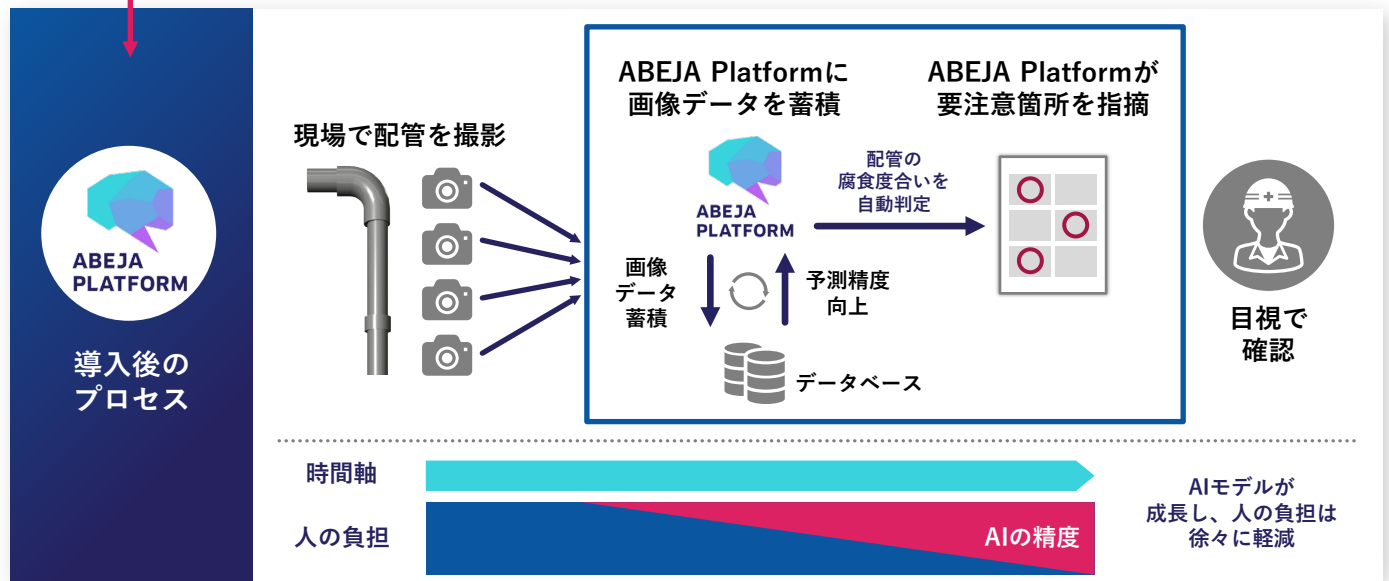 ABEJA
PLATFORM
導入後の
プロセス
現場で配管を撮影
ABEJA Platformに
画像データを蓄積
ABEJA Platformが
要注意箇所を指摘
ABEJA
PLATFORM
配管の
腐食度合いを
自動判定
画像
データ
蓄積
予測精度
向上
データベース
目視で
確認
時間軸
人の負担
AIの精度
AIモデルが
成長し、人の負担は
徐々に軽減